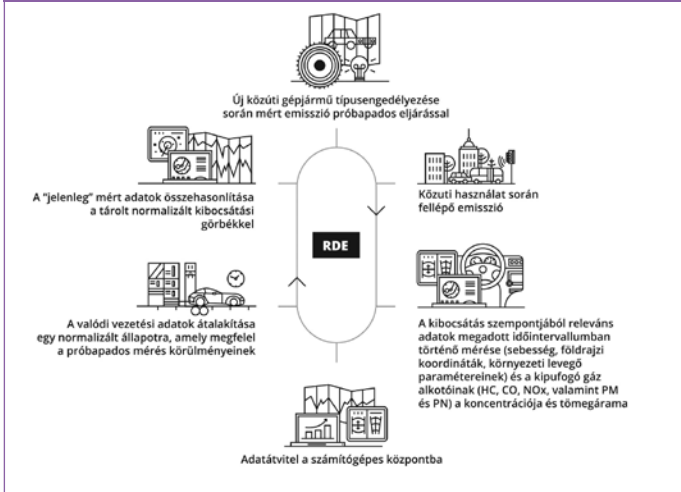 Új közúti gépjármű típusengedélyezése
során mért emisszió próbapados eljárással
Közuti használat során
fellépő emisszió
A kibocsátás szempontjából releváns
adatok megadott időintervallumban
történő mérése (sebesség, földrajzi
koordináták, környezeti levegő
paramétereinek) és a kipufogó gáz
alkotóinak (HC, CO, NOx, valamint PM
és PN) a koncentrációja és tömegárama
Adatátvitel a számítógépes központba
A valódi vezetési adatok átalakítása
egy normalizált állapotra, amely megfelel
a próbapados mérés körülményeinek
A "jelenleg" mért adatok összehasonlítása
a tárolt normalizált kibocsátási
görbékkel
RDE